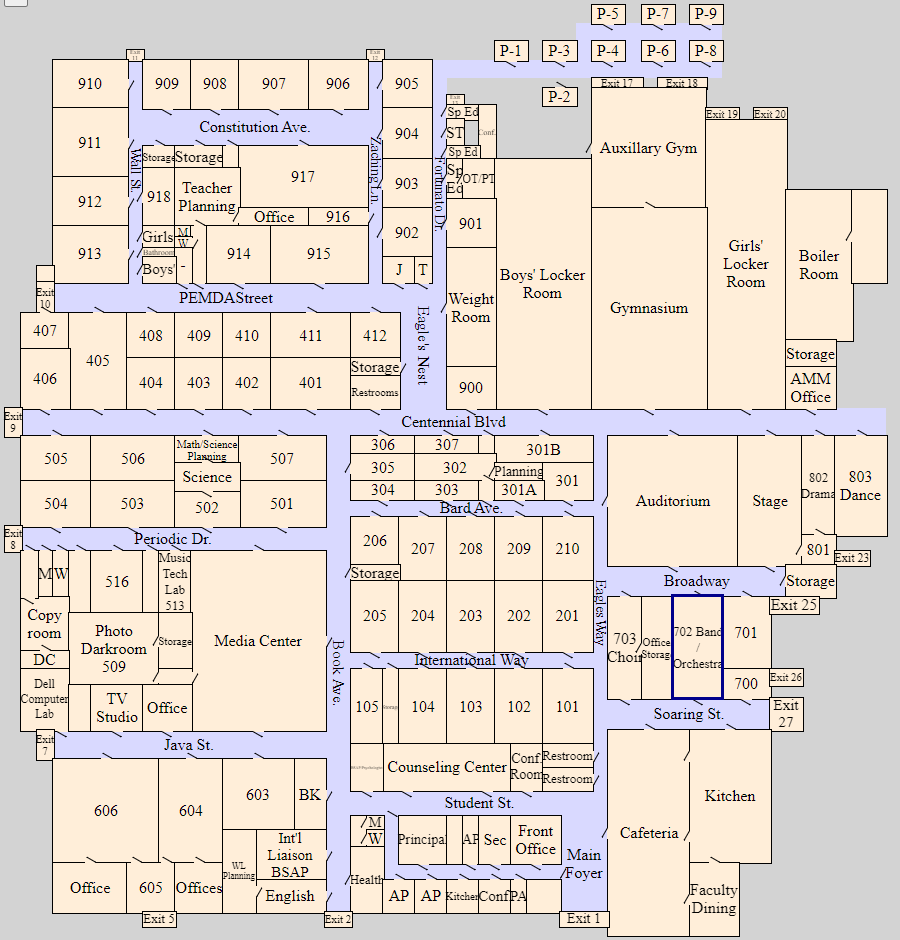 P-5
P-7
P-9
P-1
P-3
P-4
P-6
P-8
Exit
11
Exit
12
910
909
908
907
906
905
Exit 17
Exit 18
P-2
Exit
13
Sp Ed
Conf.
Exit 19
Exit 20
Constitution Ave.
911
904
ST
Auxillary Gym
Wall St.
Storage
Storage
Zaching Ln.
Fortunato Dr.
Sp Ed
917
903
Sp
Ed
OT/PT
912
918
Teacher
Planning
Office
916
902
901
913
Girls'
M
W
Bathroom
Boys'
-
914
915
J
T
Boys' Locker
Room
Girls'
Locker
Room
Boiler
Room
Exit
10
PEMDAStreet
Eagle's Nest
Weight
Room
Gymnasium
407
408
409
410
411
412
405
Storage
Storage
406
404
403
402
401
Restrooms
900
AMM
Office
Exit
9
Centennial Blvd
505
506
Math/Science
Planning
507
306
307
301B
Science
305
302
Planning
301
802
Drama
803
Dance
504
503
502
501
304
303
301A
Auditorium
Stage
Bard Ave.
Exit
8
Periodic Dr.
206
207
208
209
210
801
Exit 23
M
W
516
Music
Tech
Lab
513
Storage
Broadway
Storage
Copy
room
Photo
Darkroom
509
Storage
Media Center
205
204
203
202
201
Eagles Way
703
Choir
Office
Storage
702 Band
/
Orchestra
701
Exit 25
DC
Book Ave.
International Way
Dell
Computer
Lab
TV
Studio
Office
105
Storage
104
103
102
101
700
Exit 26
Soaring St.
Exit
27
Exit
7
Java St.
606
604
603
BK
Counseling Center
Conf
Room
Restroom
Restroom
Kitchen
Student St.
M
W
Principal
AP
Sec
Front
Office
Cafeteria
WL
Planning
Int'l
Liaison
BSAP
Main
Foyer
Office
605
Offices
English
Health
AP
AP
Kitchen
Conf
PA
Faculty
Dining
Exit 5
Exit 2
Exit 1